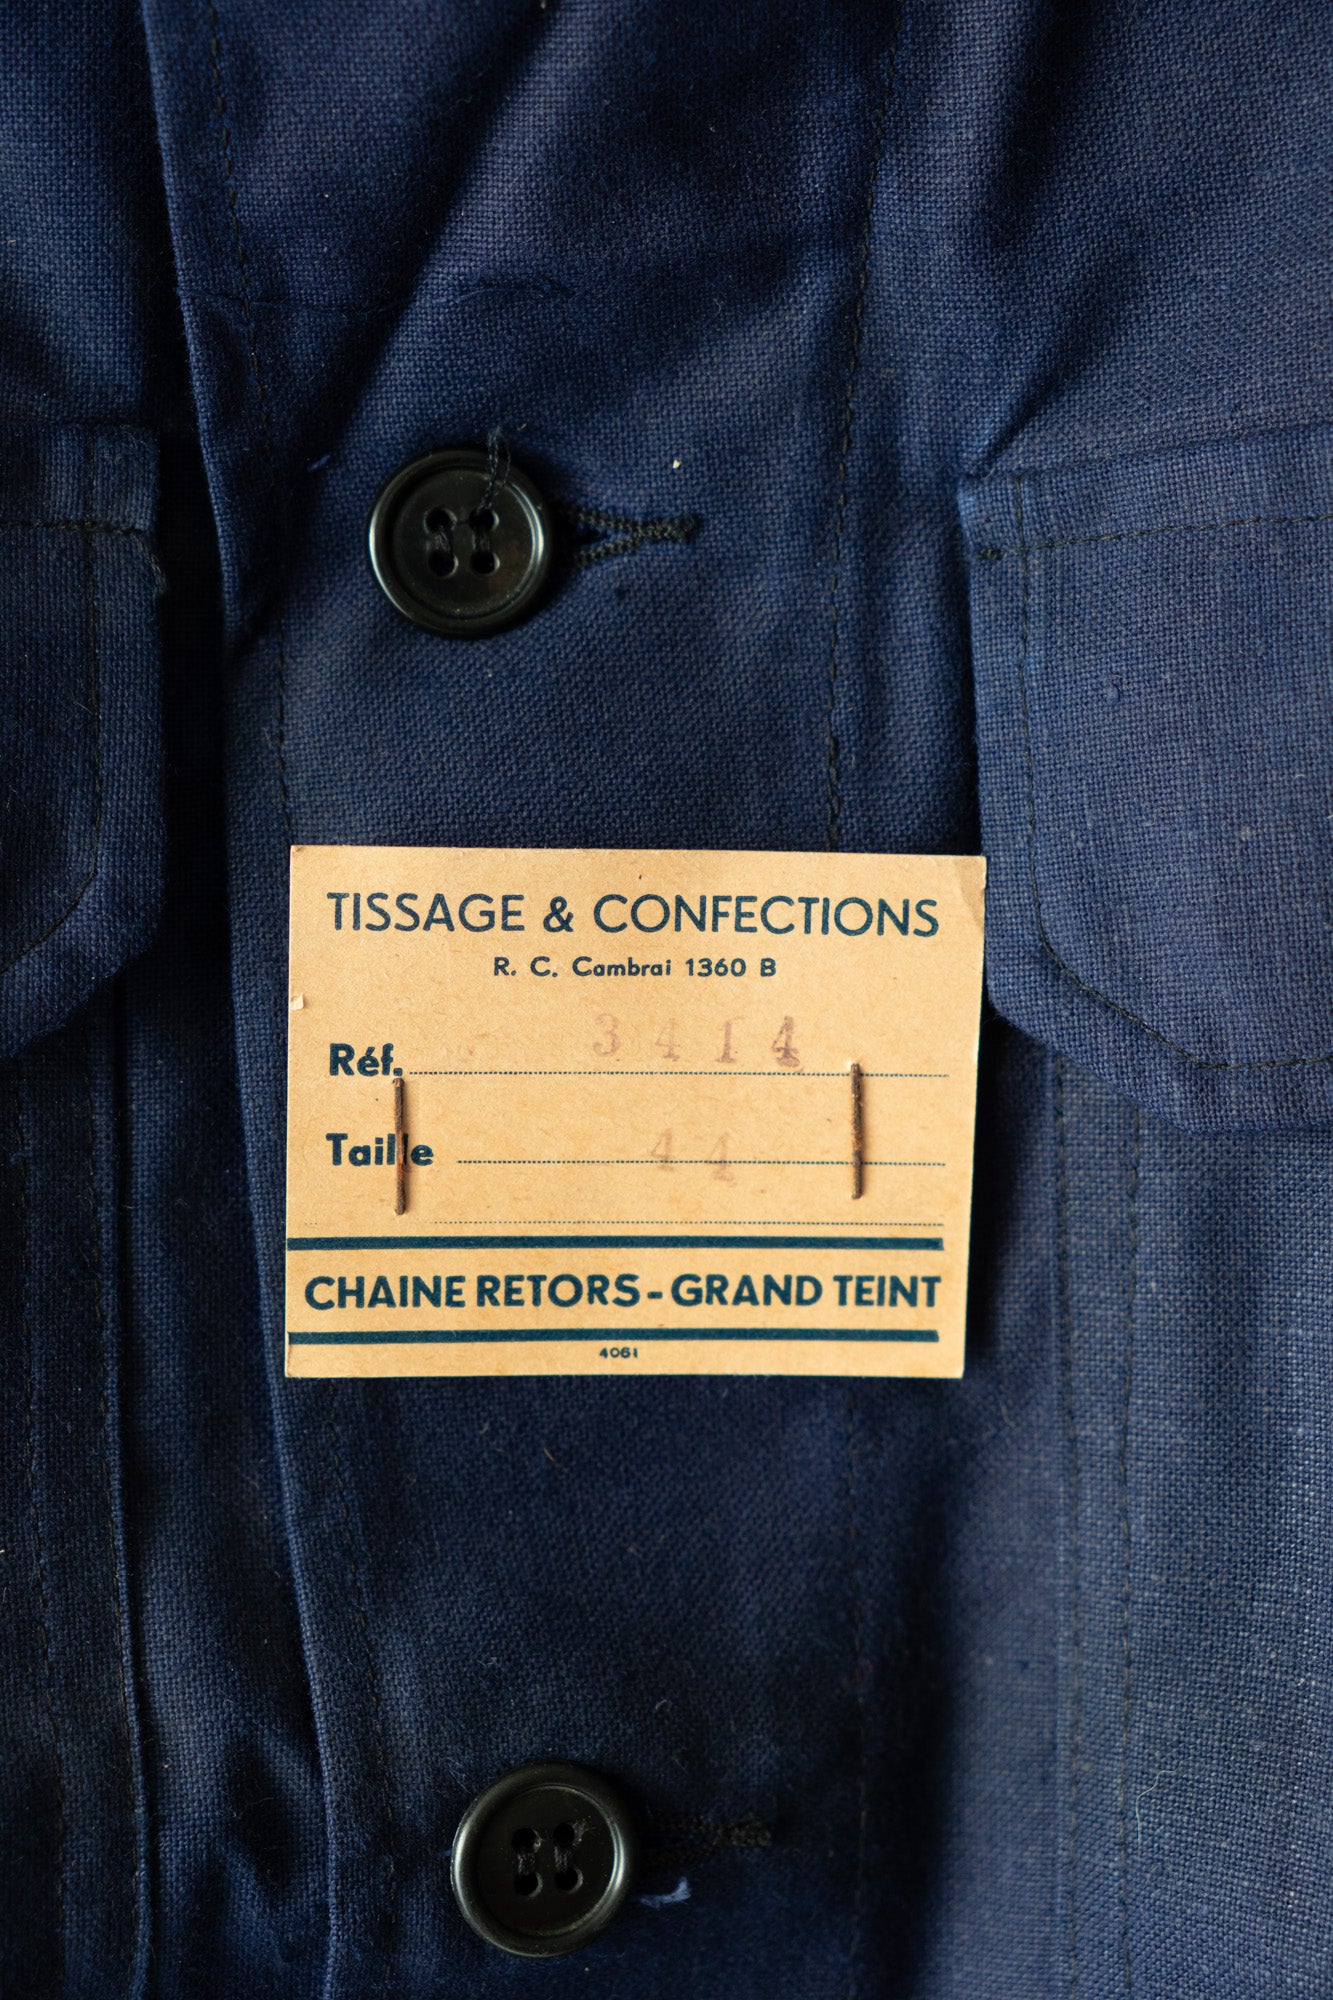 TISSAGE & CONFECTIONS
R. C. Cambrai 1360 B
Réf. 3414
Taille 44
CHAINE RETORS - GRAND TEINT
4061